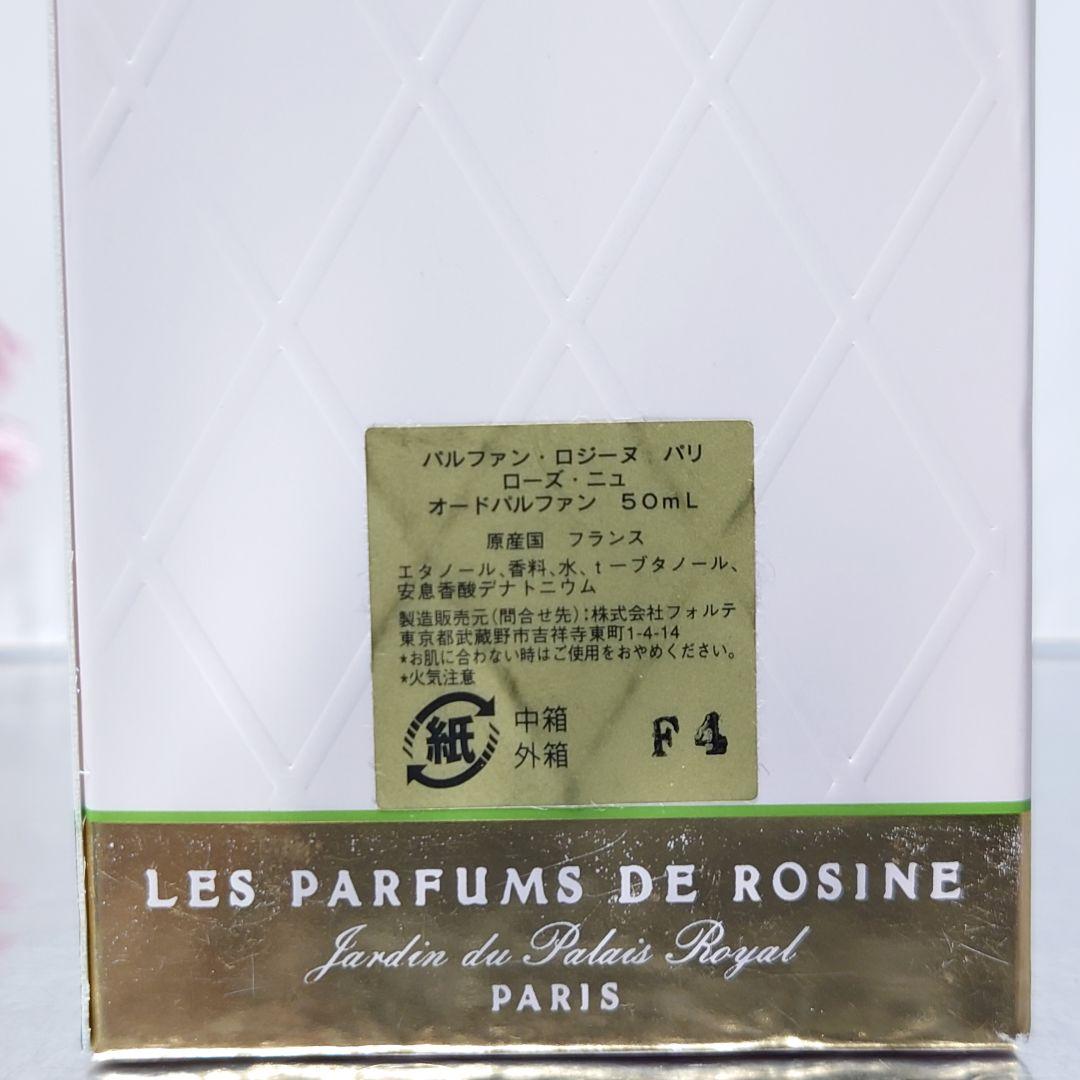 パルファン・ロジーヌ パリ
ローズ・ニュ
オードパルファン 50mL
原産国 フランス
エタノール、香料、水、tーブタノール、
安息香酸デナトニウム
製造販売元(問合せ先):株式会社フォルテ
東京都武蔵野市吉祥寺東町1-4-14
*お肌に合わない時はご使用をおやめください。
*火気注意
紙
中箱
外箱
F4
LES PARFUMS DE ROSINE
Jardin du Palais Royal
PARIS